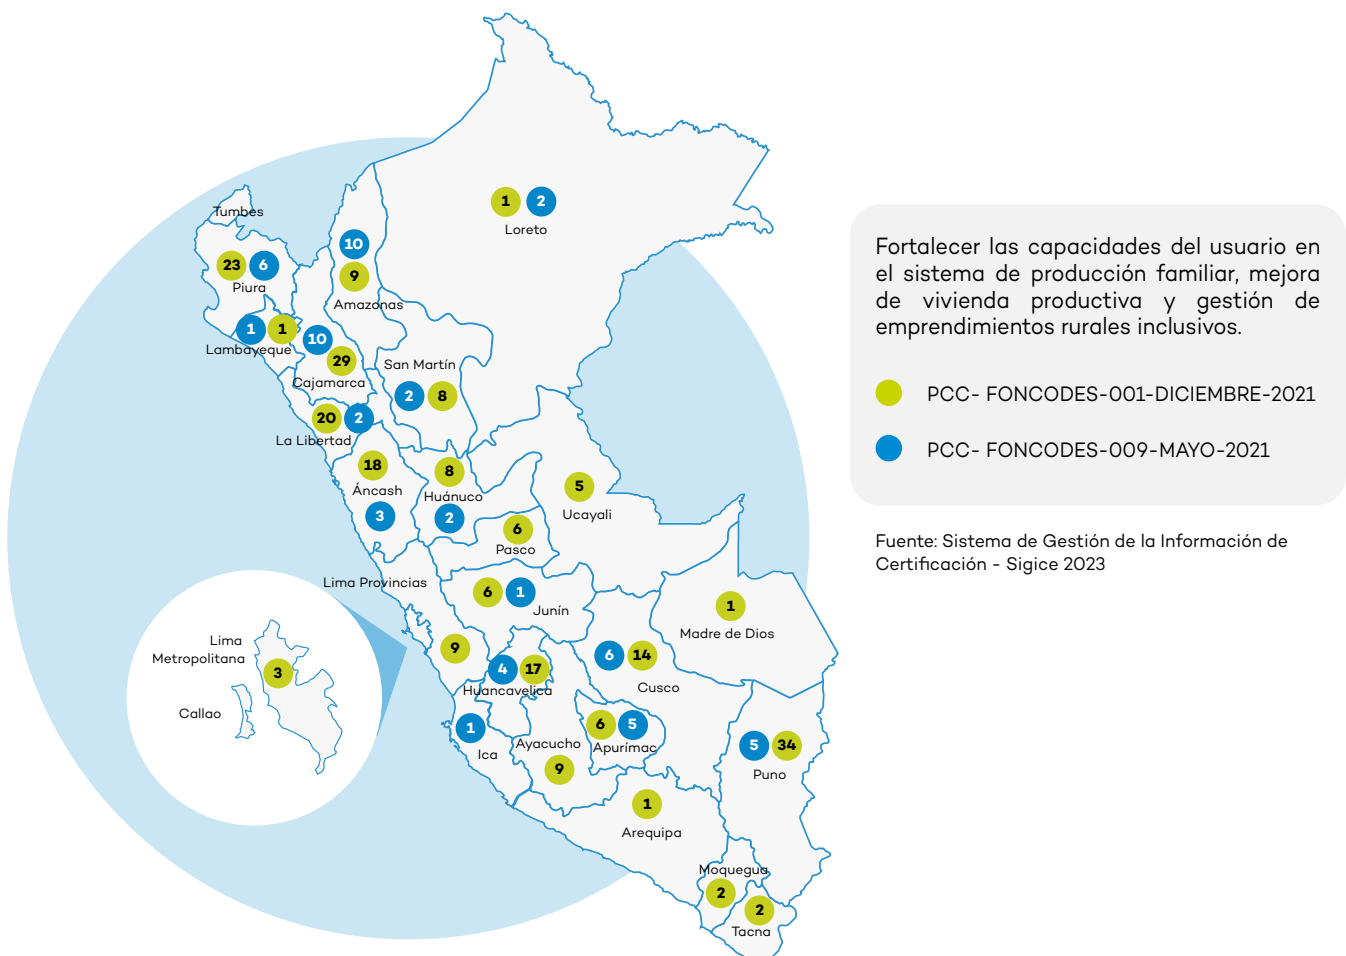 Tumbes
23 6
Piura
1 1
Lambayeque
10
9
Amazonas
1 2
Loreto
10
29
Cajamarca
San Martín
2 8
20 2
La Libertad
18
Áncash
3
8
Huánuco
2
5
Ucayali
6
Pasco
Lima Provincias
9
6 1
Junín
1
Madre de Dios
6 14
Cusco
4 17
Huancavelica
Lima
Metropolitana
3
Callao
1
Ica
Ayacucho
9
6 5
Apurímac
5 34
Puno
1
Arequipa
Moquegua
2
2
Tacna
Fortalecer las capacidades del usuario en
el sistema de producción familiar, mejora
de vivienda productiva y gestión de
emprendimientos rurales inclusivos.
PCC- FONCODES-001-DICIEMBRE-2021
PCC- FONCODES-009-MAYO-2021
Fuente: Sistema de Gestión de la Información de
Certificación - Sigice 2023